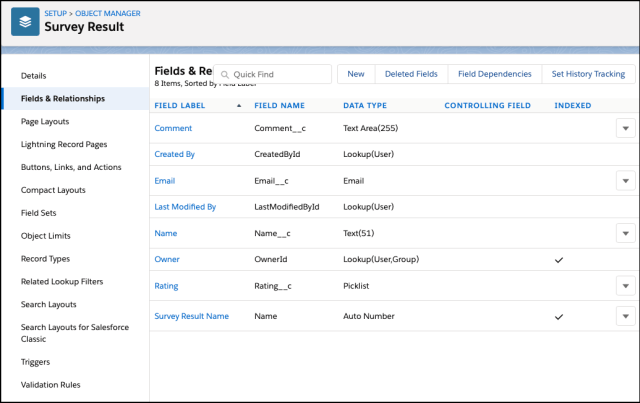 SETUP > OBJECT MANAGER
Survey Result
Details
Fields & Relationships
Page Layouts
Lightning Record Pages
Buttons, Links, and Actions
Compact Layouts
Field Sets
Object Limits
Record Types
Related Lookup Filters
Search Layouts
Search Layouts for Salesforce
Classic
Triggers
Validation Rules
Fields & Re
8 Items, Sorted by Field Label
Quick Find
New Deleted Fields Field Dependencies Set History Tracking
FIELD LABEL FIELD NAME DATA TYPE CONTROLLING FIELD INDEXED
Comment Comment__c Text Area(255)
Created By CreatedById Lookup(User)
Email Email__c Email
Last Modified By LastModifiedById Lookup(User)
Name Name__c Text(51)
Owner OwnerId Lookup(User,Group)
Rating Rating__c Picklist
Survey Result Name Name Auto Number